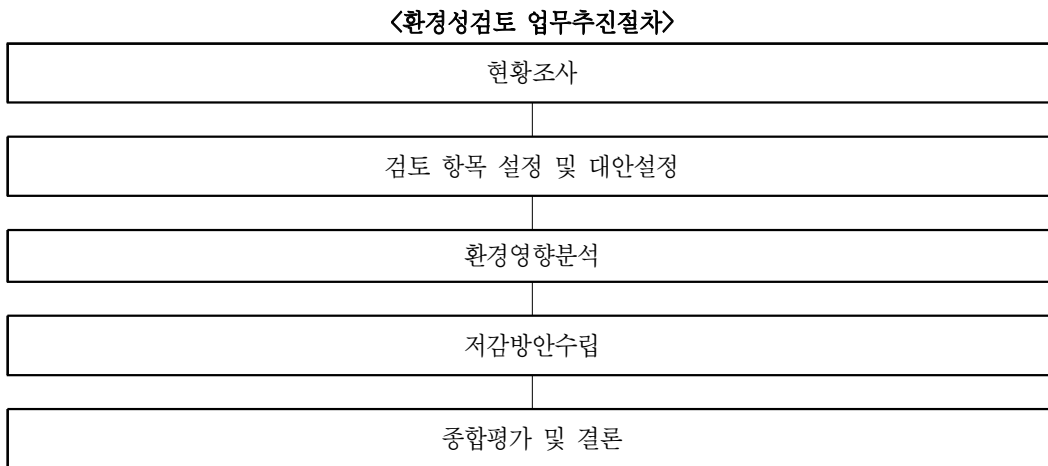 <환경성검토 업무추진절차>
현황조사
검토 항목 설정 및 대안설정
환경영향분석
저감방안수립
종합평가 및 결론